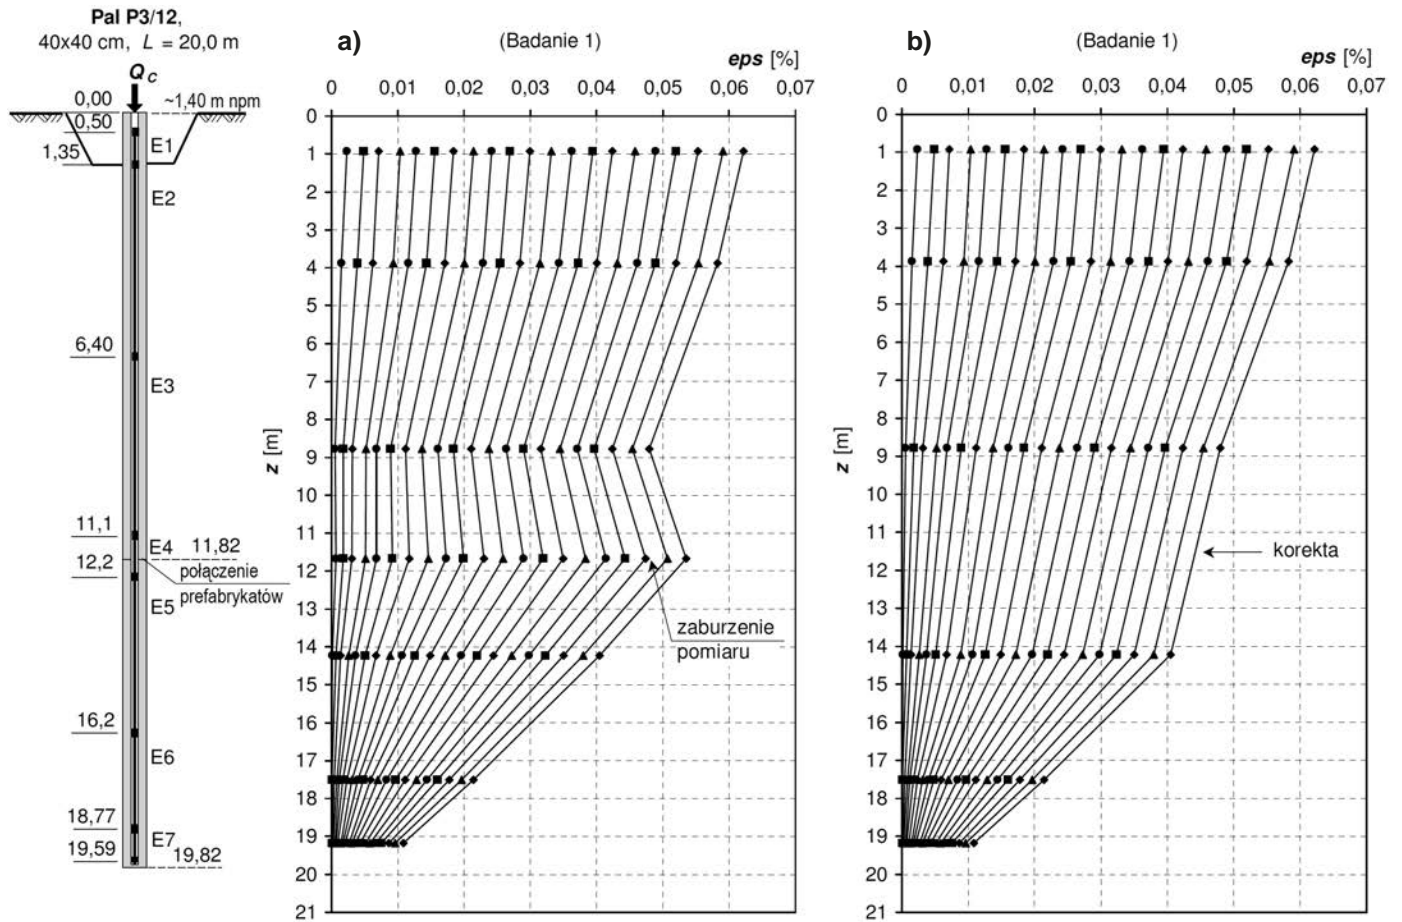 Pal P3/12,
40x40 cm, L = 20,0 m
Qc
0,00
~1,40 m npm
0,50
E1
1,35
E2
6,40
E3
11,1
E4
11,82
12,2
połączenie
prefabrykatów
E5
16,2
E6
18,77
E7
19,59
19,82
a)
(Badanie 1)
eps [%]
0 0,01 0,02 0,03 0,04 0,05 0,06 0,07
0
1
2
3
4
5
6
7
8
9
10
11
12
13
14
15
16
17
18
19
20
21
z [m]
zaburzenie
pomiaru
b)
(Badanie 1)
eps [%]
0 0,01 0,02 0,03 0,04 0,05 0,06 0,07
0
1
2
3
4
5
6
7
8
9
10
11
12
13
14
15
16
17
18
19
20
21
z [m]
korekta